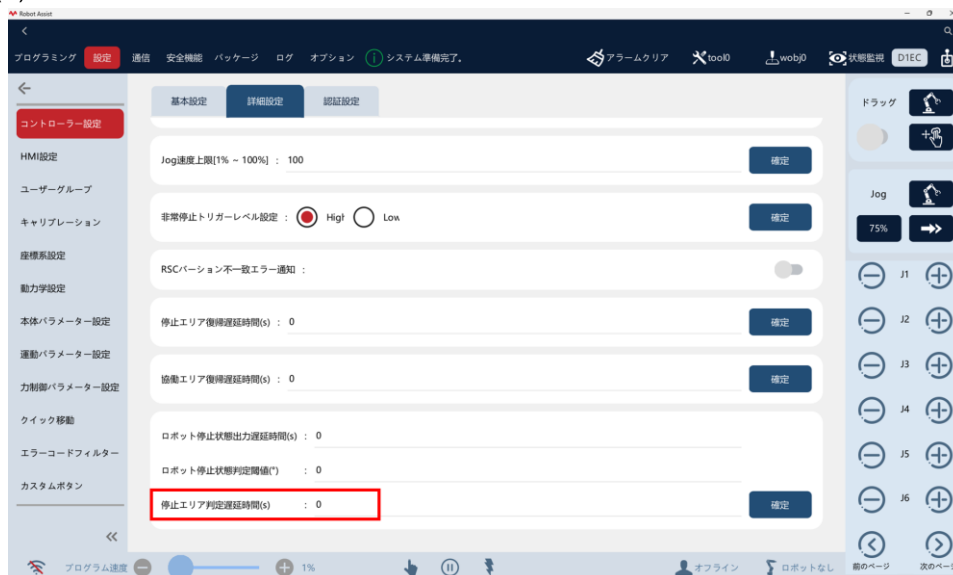 Robot Assist
プログラミング 設定 通信 安全機能 パッケージ ログ オプション システム準備完了. アラームクリア tool0 wobj0 状態監視 D1EC
基本設定 詳細設定 認証設定
コントローラー設定
HMI設定
ユーザーグループ
キャリブレーション
座標系設定
動力学設定
本体パラメーター設定
運動パラメーター設定
力制御パラメーター設定
クイック移動
エラーコードフィルター
カスタムボタン
Jog速度上限[1% ~ 100%] : 100 確定
非常停止トリガーレベル設定 : High Low 確定
RSCバージョン不一致エラー通知 :
停止エリア復帰遅延時間(s) : 0 確定
協働エリア復帰遅延時間(s) : 0 確定
ロボット停止状態出力遅延時間(s) : 0
ロボット停止状態判定閾値(°) : 0
停止エリア判定遅延時間(s) : 0 確定
ドラッグ
Jog
75%
J1
J2
J3
J4
J5
J6
前のページ 次のページ
プログラム速度 1% オフライン ロボットなし